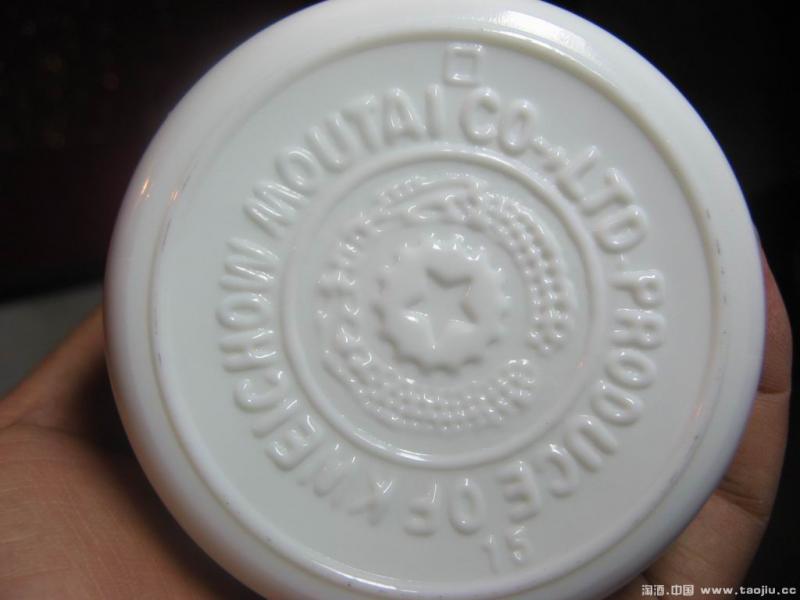 PRODUCE OF KWEICHOW MOUTAI CO.,LTD.
15
淘酒.中国 www.taojiu.cc